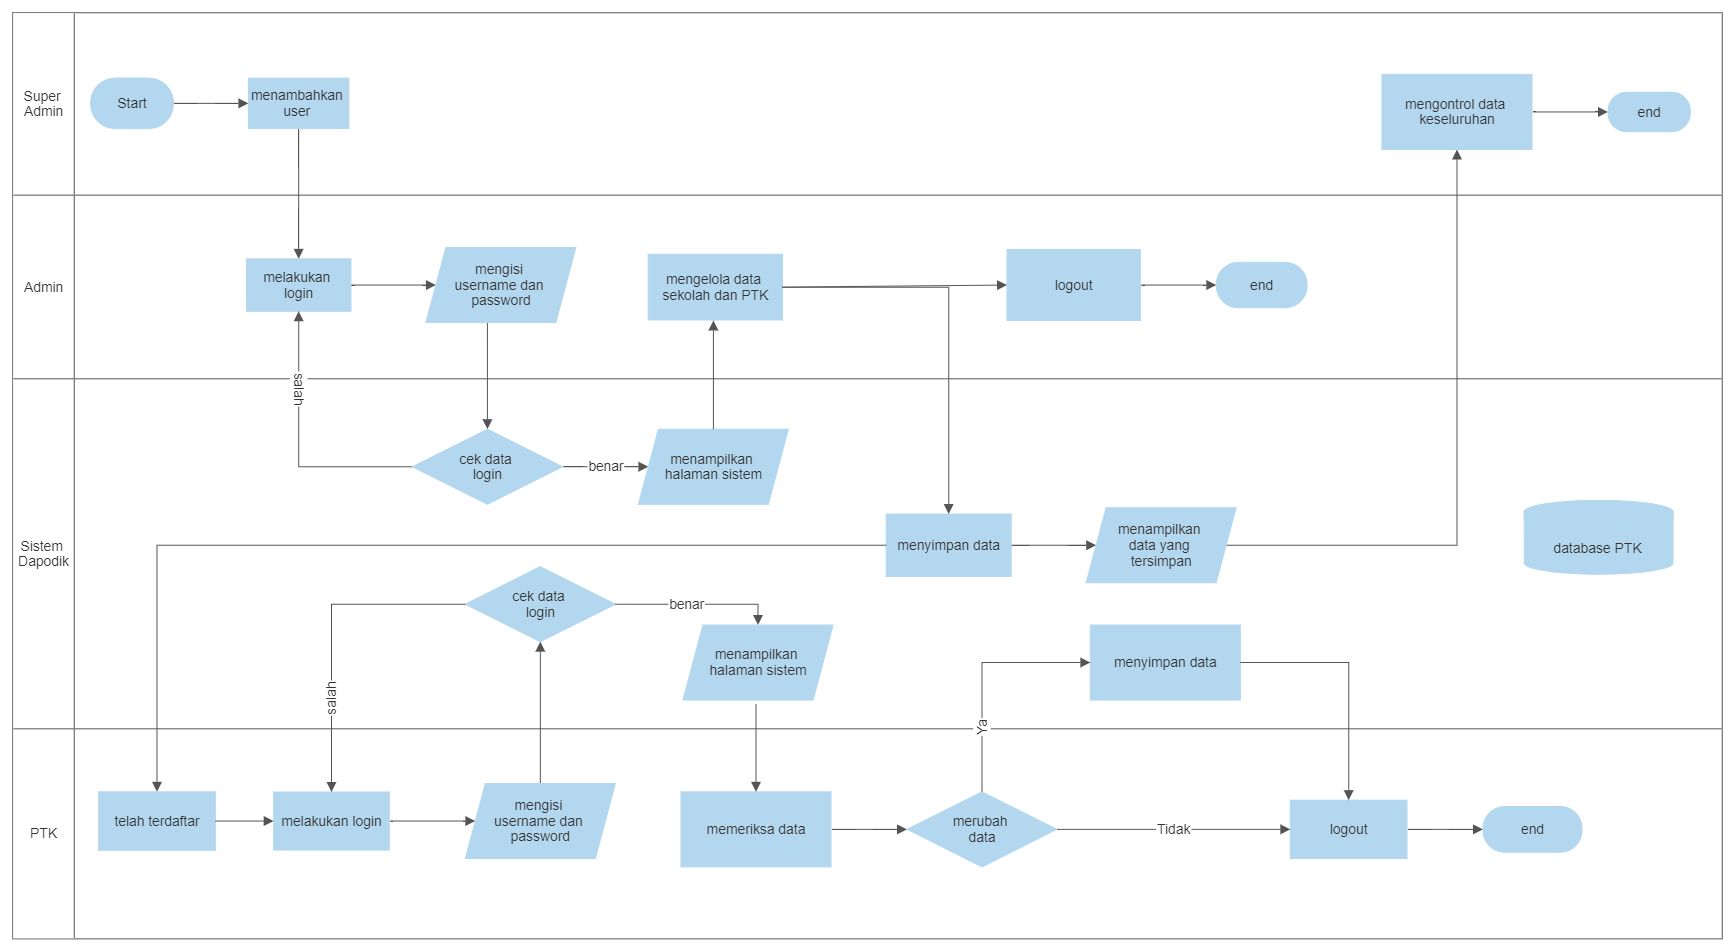 Super
Admin
Start
menambahkan
user
mengontrol data
keseluruhan
end
Admin
melakukan
login
mengisi
username dan
password
mengelola data
sekolah dan PTK
logout
end
salah
Sistem
Dapodik
cek data
login
benar
menampilkan
halaman sistem
menyimpan data
menampilkan
data yang
tersimpan
database PTK
cek data
login
benar
menampilkan
halaman sistem
menyimpan data
salah
Ya
PTK
telah terdaftar
melakukan login
mengisi
username dan
password
memeriksa data
merubah
data
Tidak
logout
end